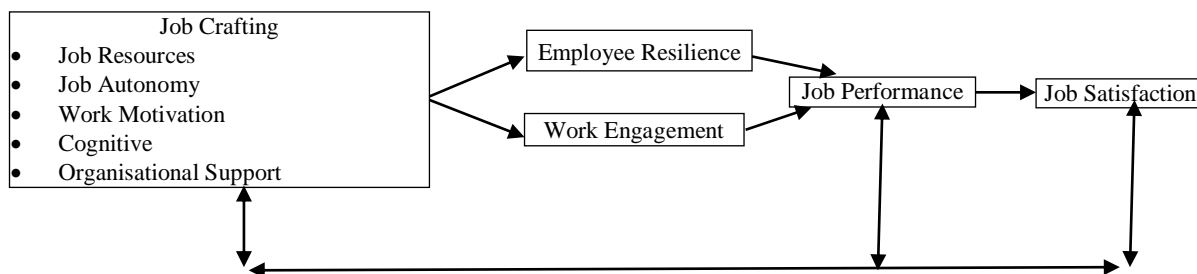 Job Crafting
• Job Resources
• Job Autonomy
• Work Motivation
• Cognitive
• Organisational Support
Employee Resilience
Work Engagement
Job Performance
Job Satisfaction